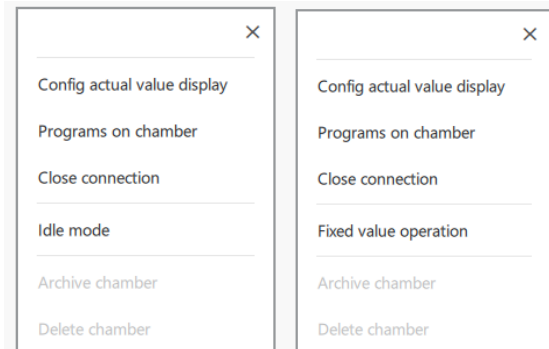 Config actual value display
Programs on chamber
Close connection
Idle mode
Archive chamber
Delete chamber
Config actual value display
Programs on chamber
Close connection
Fixed value operation
Archive chamber
Delete chamber